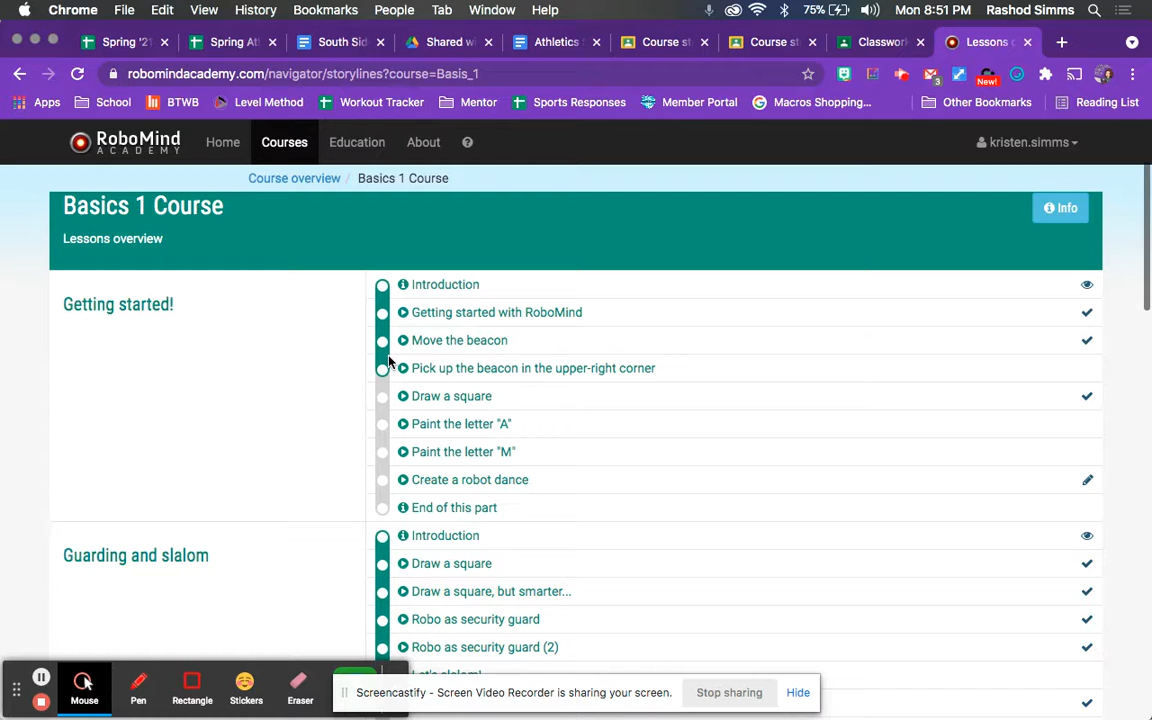 Chrome File Edit View History Bookmarks People Tab Window Help 75% Mon 8:51 PM Rashod Simms
Spring '21 Spring Ath South Side Shared wi Athletics Course st Course st Classwork Lessons o
robomindacademy.com/navigator/storylines?course=Basis_1 New! 3
Apps School BTWB Level Method Workout Tracker Mentor Sports Responses Member Portal Macros Shopping... Other Bookmarks Reading List
ROBOMIND ACADEMY Home Courses Education About kristen.simms
Course overview / Basics 1 Course
Basics 1 Course Info
Lessons overview
Getting started!
Introduction
Getting started with RoboMind
Move the beacon
Pick up the beacon in the upper-right corner
Draw a square
Paint the letter "A"
Paint the letter "M"
Create a robot dance
End of this part
Guarding and slalom
Introduction
Draw a square
Draw a square, but smarter...
Robo as security guard
Robo as security guard (2)
Mouse Pen Rectangle Stickers Eraser
Screencastify - Screen Video Recorder is sharing your screen. Stop sharing Hide